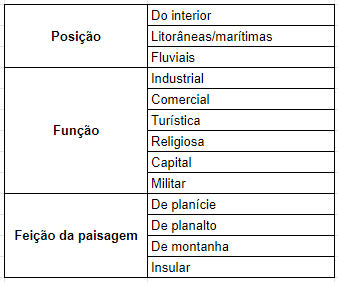 Posição
Do interior
Litorâneas/marítimas
Fluviais
Função
Industrial
Comercial
Turística
Religiosa
Capital
Militar
Feição da paisagem
De planície
De planalto
De montanha
Insular